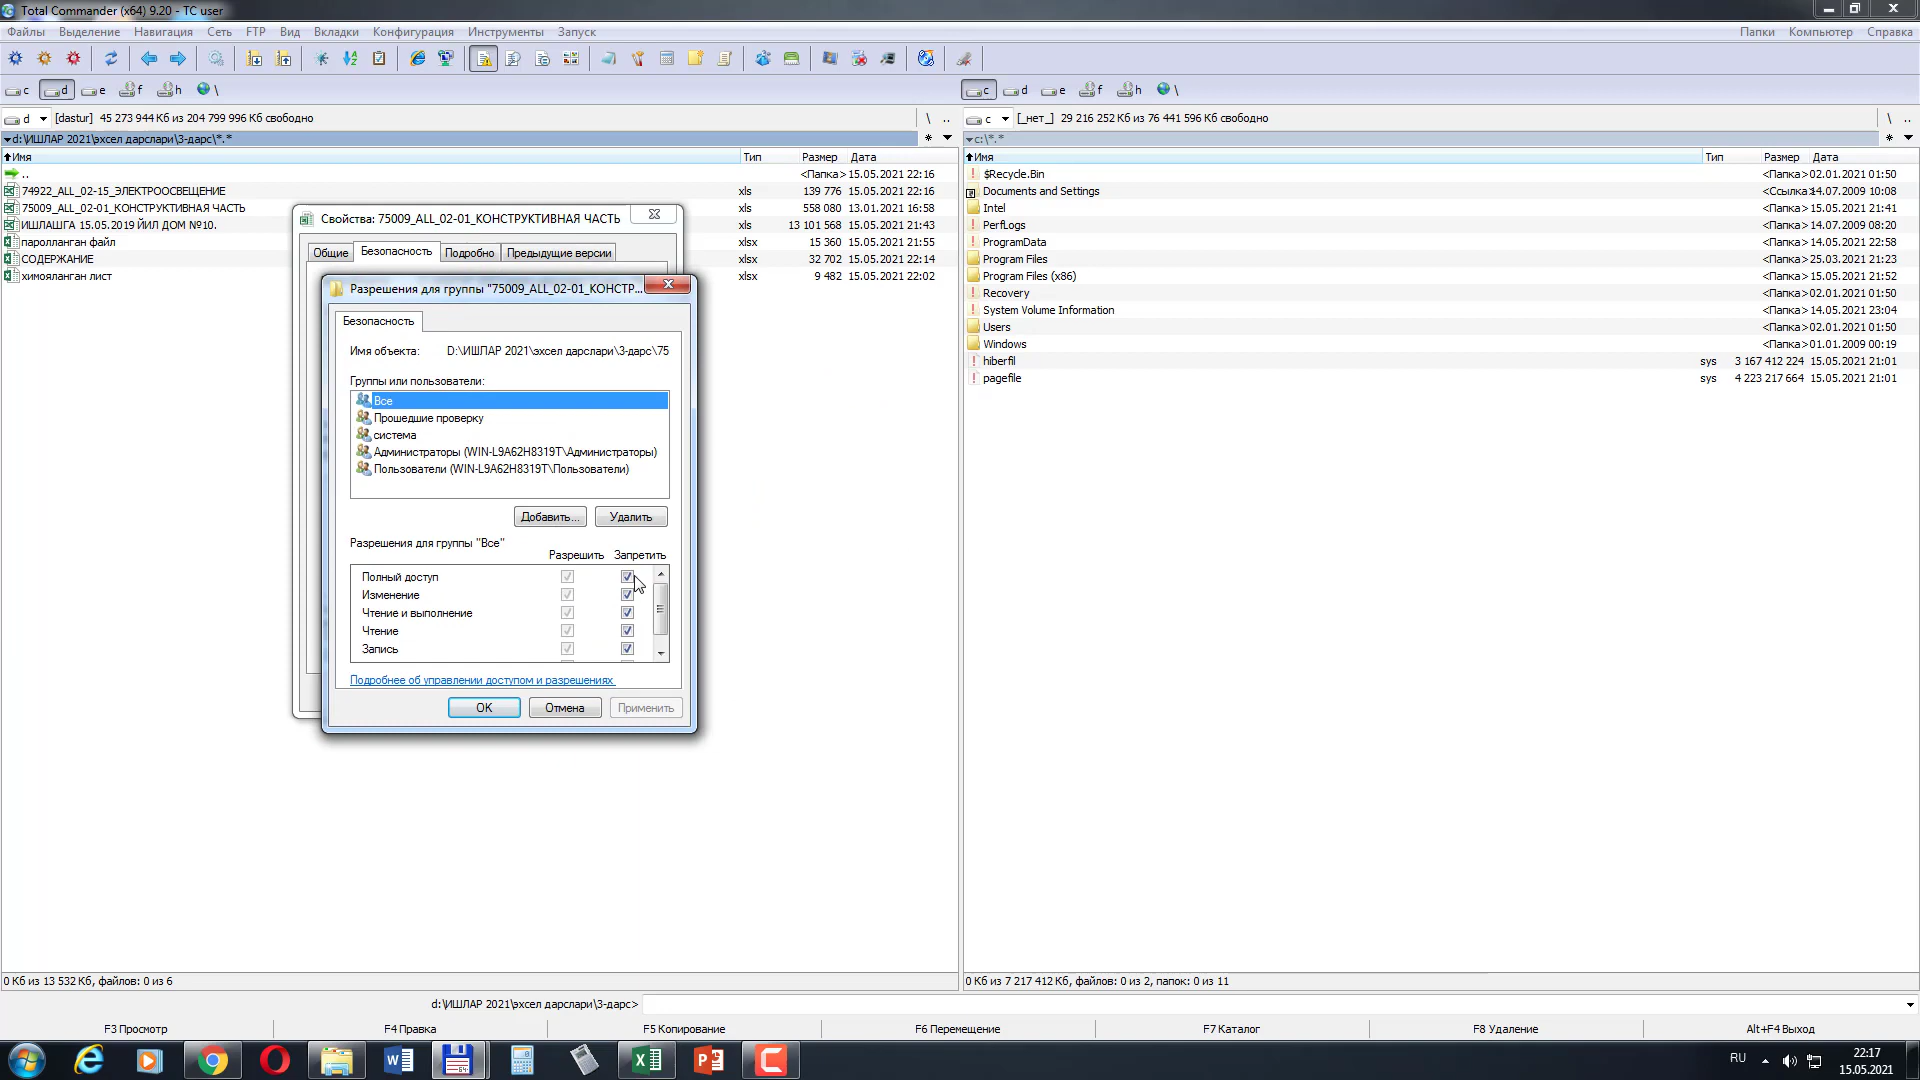 Total Commander (x64) 9.20 - TC user
Файлы Выделение Навигация Сеть FTP Вид Вкладки Конфигурация Инструменты Запуск Папки Компьютер Справка
c d e f h \ c d e f h \
d [dastur] 45 273 944 Кб из 204 799 996 Кб свободно \ .. c [_нет_] 29 216 252 Кб из 76 441 596 Кб свободно \ ..
d:\ИШЛАР 2021\эхсел дарслари\3-дарс\*.* * c:\*.* *
Имя Тип Размер Дата Имя Тип Размер Дата
.. <Папка> 15.05.2021 22:16
74922_ALL_02-15_ЭЛЕКТРООСВЕЩЕНИЕ xls 139 776 15.05.2021 22:16
75009_ALL_02-01_КОНСТРУКТИВНАЯ ЧАСТЬ xls 558 080 13.01.2021 16:58
ИШЛАШГА 15.05.2019 ЙИЛ ДОМ №10. xls 13 101 568 15.05.2021 21:43
паролланган файл xlsx 15 360 15.05.2021 21:55
СОДЕРЖАНИЕ xlsx 32 702 15.05.2021 22:14
химояланган лист xlsx 9 482 15.05.2021 22:02
$Recycle.Bin <Папка> 02.01.2021 01:50
Documents and Settings <Ссылка> 14.07.2009 10:08
Intel <Папка> 15.05.2021 21:41
PerfLogs <Папка> 14.07.2009 08:20
ProgramData <Папка> 14.05.2021 22:58
Program Files <Папка> 25.03.2021 21:23
Program Files (x86) <Папка> 15.05.2021 21:52
Recovery <Папка> 02.01.2021 01:50
System Volume Information <Папка> 14.05.2021 23:04
Users <Папка> 02.01.2021 01:50
Windows <Папка> 01.01.2009 00:19
hiberfil sys 3 167 412 224 15.05.2021 21:01
pagefile sys 4 223 217 664 15.05.2021 21:01
Свойства: 75009_ALL_02-01_КОНСТРУКТИВНАЯ ЧАСТЬ
Общие Безопасность Подробно Предыдущие версии
Разрешения для группы "75009_ALL_02-01_КОНСТР...
Безопасность
Имя объекта: D:\ИШЛАР 2021\эхсел дарслари\3-дарс\75
Группы или пользователи:
Все
Прошедшие проверку
система
Администраторы (WIN-L9A62H8319T\Администраторы)
Пользователи (WIN-L9A62H8319T\Пользователи)
Добавить... Удалить
Разрешения для группы "Все"
Разрешить Запретить
Полный доступ
Изменение
Чтение и выполнение
Чтение
Запись
Подробнее об управлении доступом и разрешениях
OK Отмена Применить
0 Кб из 13 532 Кб, файлов: 0 из 6 0 Кб из 7 217 412 Кб, файлов: 0 из 2, папок: 0 из 11
d:\ИШЛАР 2021\эхсел дарслари\3-дарс>
F3 Просмотр F4 Правка F5 Копирование F6 Перемещение F7 Каталог F8 Удаление Alt+F4 Выход
RU 22:17
15.05.2021